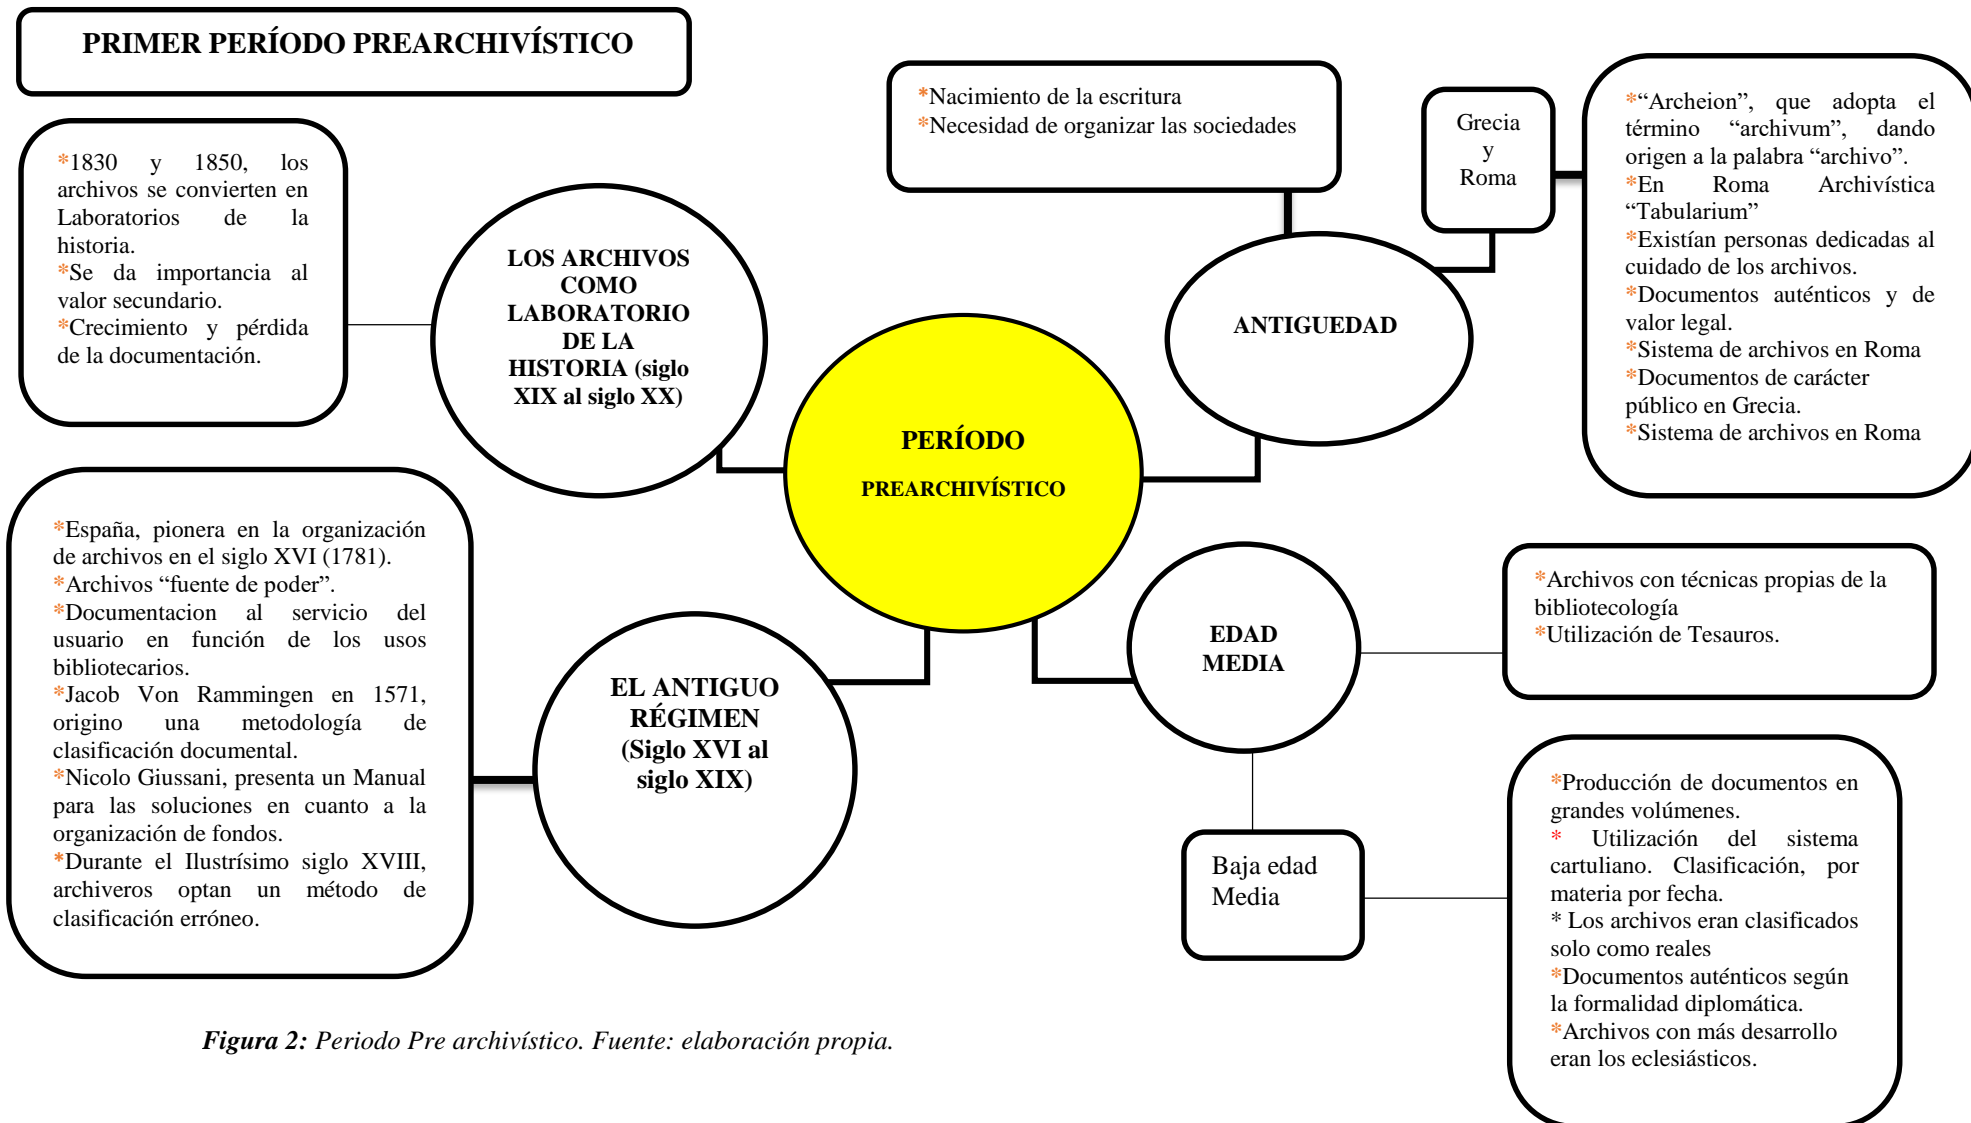 PRIMER PERÍODO PREARCHIVÍSTICO
*1830 y 1850, los
archivos se convierten en
Laboratorios de la
historia.
*Se da importancia al
valor secundario.
*Crecimiento y pérdida
de la documentación.
LOS ARCHIVOS
COMO
LABORATORIO
DE LA
HISTORIA (siglo
XIX al siglo XX)
*Nacimiento de la escritura
*Necesidad de organizar las sociedades
Grecia
y
Roma
*“Archeion”, que adopta el
término “archivum”, dando
origen a la palabra “archivo”.
*En Roma Archivística
“Tabularium”
*Existían personas dedicadas al
cuidado de los archivos.
*Documentos auténticos y de
valor legal.
*Sistema de archivos en Roma
*Documentos de carácter
público en Grecia.
*Sistema de archivos en Roma
ANTIGUEDAD
PERÍODO
PREARCHIVÍSTICO
*España, pionera en la organización
de archivos en el siglo XVI (1781).
*Archivos “fuente de poder”.
*Documentacion al servicio del
usuario en función de los usos
bibliotecarios.
*Jacob Von Rammingen en 1571,
origino una metodología de
clasificación documental.
*Nicolo Giussani, presenta un Manual
para las soluciones en cuanto a la
organización de fondos.
*Durante el Ilustrísimo siglo XVIII,
archiveros optan un método de
clasificación erróneo.
EL ANTIGUO
RÉGIMEN
(Siglo XVI al
siglo XIX)
EDAD
MEDIA
*Archivos con técnicas propias de la
bibliotecología
*Utilización de Tesauros.
Baja edad
Media
*Producción de documentos en
grandes volúmenes.
* Utilización del sistema
cartuliano. Clasificación, por
materia por fecha.
* Los archivos eran clasificados
solo como reales
*Documentos auténticos según
la formalidad diplomática.
*Archivos con más desarrollo
eran los eclesiásticos.
Figura 2: Periodo Pre archivístico. Fuente: elaboración propia.